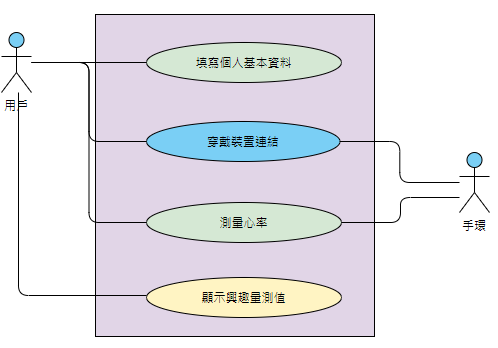 填寫個人基本資料
用戶
穿戴裝置連結
測量心率
手環
顯示興趣量測值